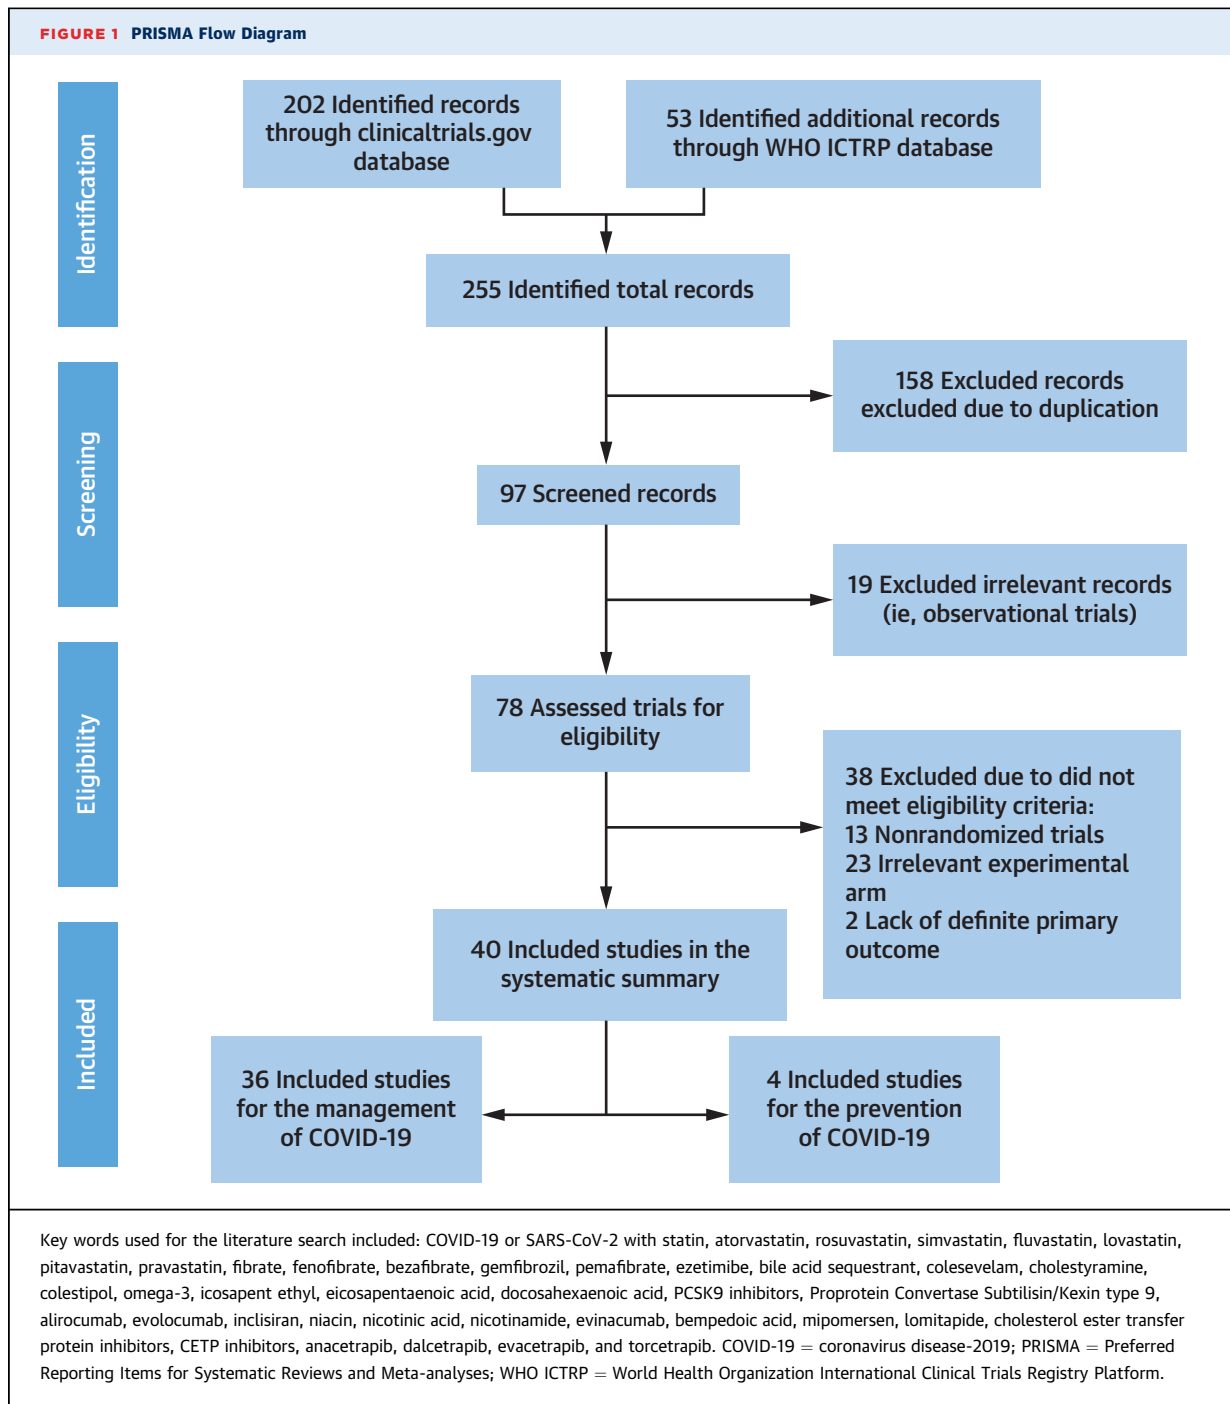 FIGURE 1 PRISMA Flow Diagram
Identification
202 Identified records
through clinicaltrials.gov
database
53 Identified additional records
through WHO ICTRP database
255 Identified total records
Screening
158 Excluded records
excluded due to duplication
97 Screened records
19 Excluded irrelevant records
(ie, observational trials)
Eligibility
78 Assessed trials for
eligibility
38 Excluded due to did not
meet eligibility criteria:
13 Nonrandomized trials
23 Irrelevant experimental
arm
2 Lack of definite primary
outcome
Included
40 Included studies in the
systematic summary
36 Included studies
for the management
of COVID-19
4 Included studies
for the prevention
of COVID-19
Key words used for the literature search included: COVID-19 or SARS-CoV-2 with statin, atorvastatin, rosuvastatin, simvastatin, fluvastatin, lovastatin,
pitavastatin, pravastatin, fibrate, fenofibrate, bezafibrate, gemfibrozil, pemafibrate, ezetimibe, bile acid sequestrant, colesevelam, cholestyramine,
colestipol, omega-3, icosapent ethyl, eicosapentaenoic acid, docosahexaenoic acid, PCSK9 inhibitors, Proprotein Convertase Subtilisin/Kexin type 9,
alirocumab, evolocumab, inclisiran, niacin, nicotinic acid, nicotinamide, evinacumab, bempedoic acid, mipomersen, lomitapide, cholesterol ester transfer
protein inhibitors, CETP inhibitors, anacetrapib, dalcetrapib, evacetrapib, and torcetrapib. COVID-19 = coronavirus disease-2019; PRISMA = Preferred
Reporting Items for Systematic Reviews and Meta-analyses; WHO ICTRP = World Health Organization International Clinical Trials Registry Platform.